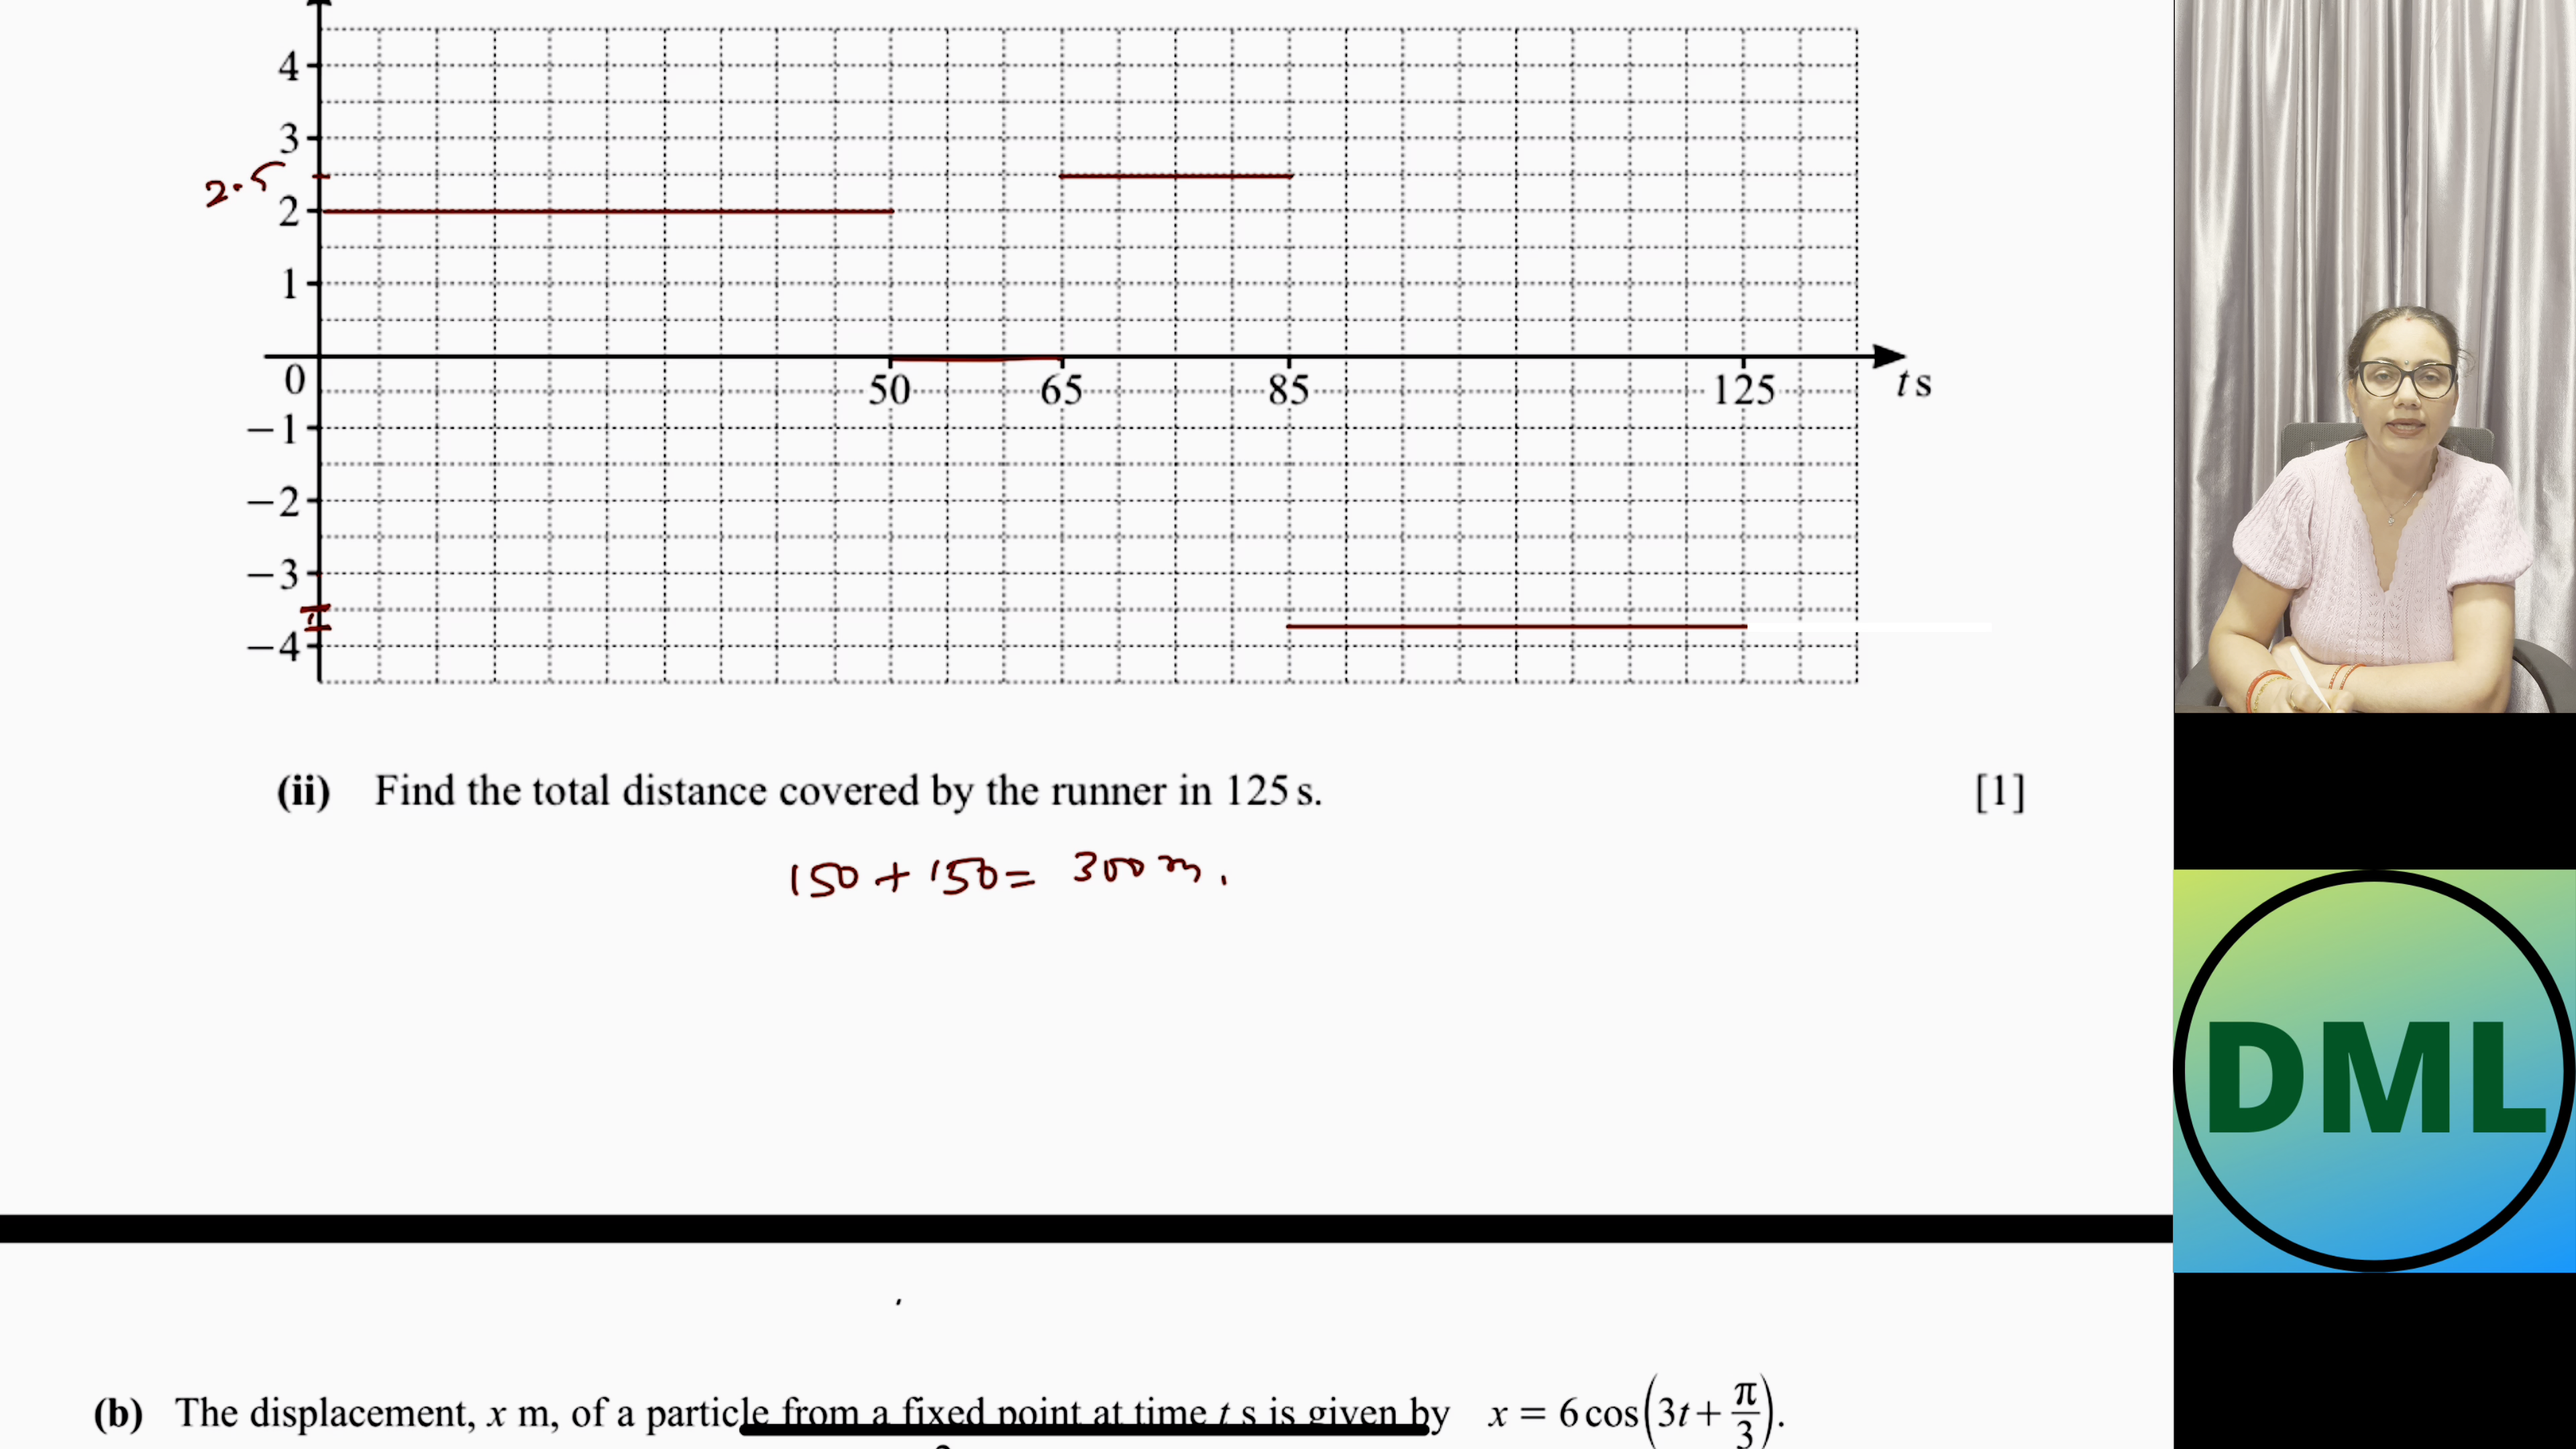 4
3
2.5
2
1
0
50 65 85 125 t s
−1
−2
−3
−4
(ii) Find the total distance covered by the runner in 125 s. [1]
150 + 150 = 300 m.
DML
(b) The displacement, x m, of a particle from a fixed point at time t s is given by x = 6 cos(3t + π/3).